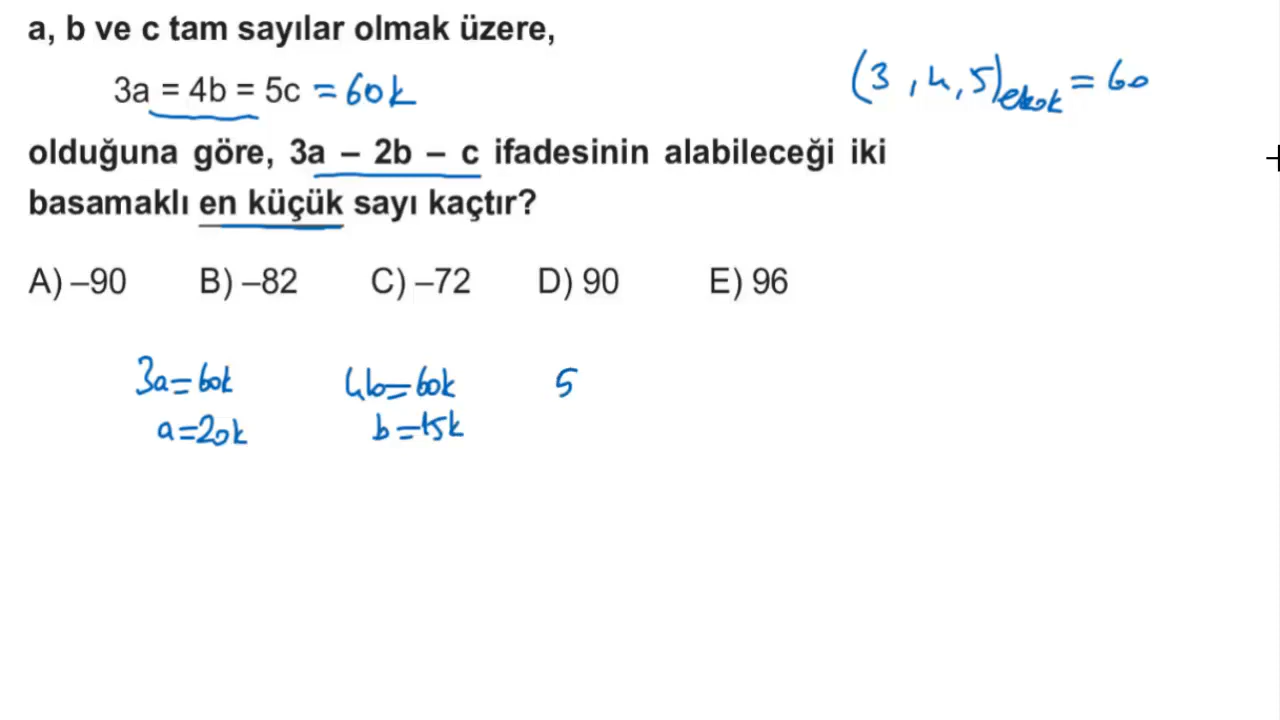 a, b ve c tam sayılar olmak üzere,
3a = 4b = 5c = 60k
(3, 4, 5)ekok = 60
olduğuna göre, 3a – 2b – c ifadesinin alabileceği iki
basamaklı en küçük sayı kaçtır?
A) –90 B) –82 C) –72 D) 90 E) 96
3a=60k 4b=60k 5
a=20k b=15k